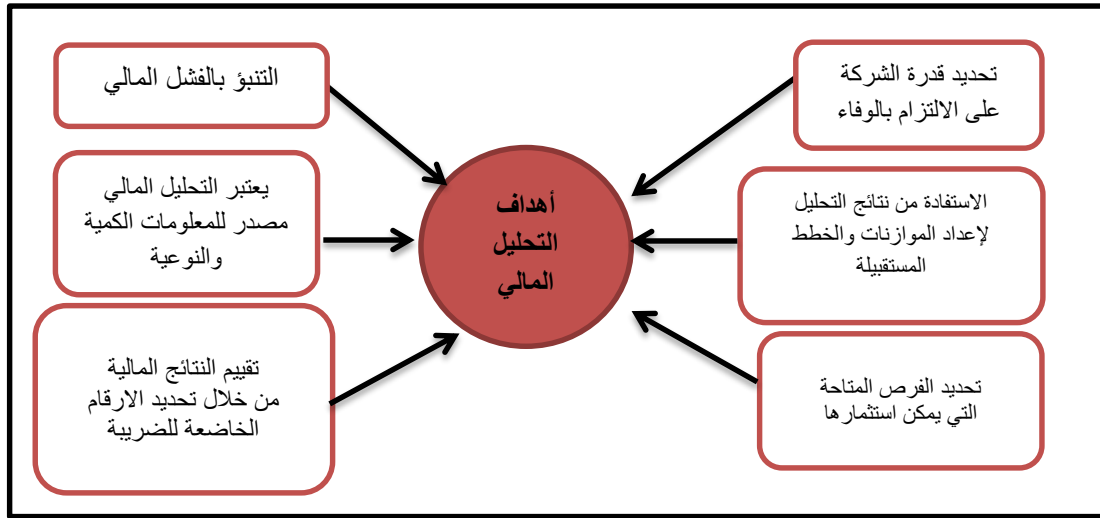 تحديد قدرة الشركة
على الالتزام بالوفاء
الاستفادة من نتائج التحليل
لإعداد الموازنات والخطط
المستقبيلة
تحديد الفرص المتاحة
التي يمكن استثمارها
أهداف
التحليل
المالي
التنبؤ بالفشل المالي
يعتبر التحليل المالي
مصدر للمعلومات الكمية
والنوعية
تقييم النتائج المالية
من خلال تحديد الارقام
الخاضعة للضريبة